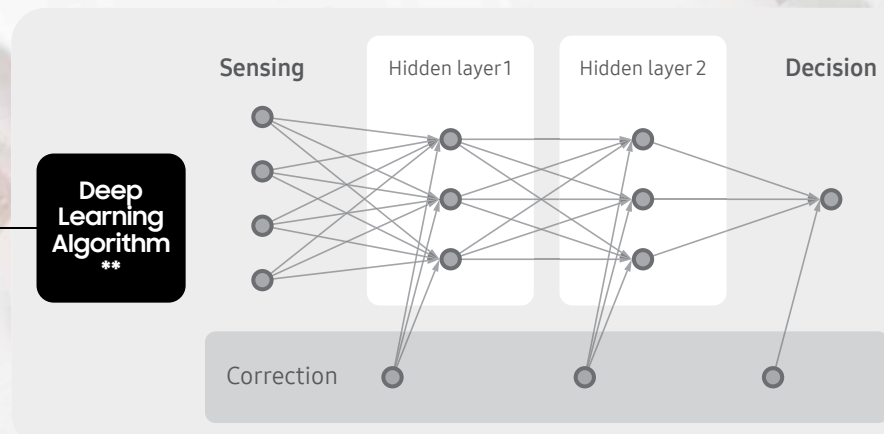 Sensing
Hidden layer1
Hidden layer 2
Decision
Deep
Learning
Algorithm
**
Correction